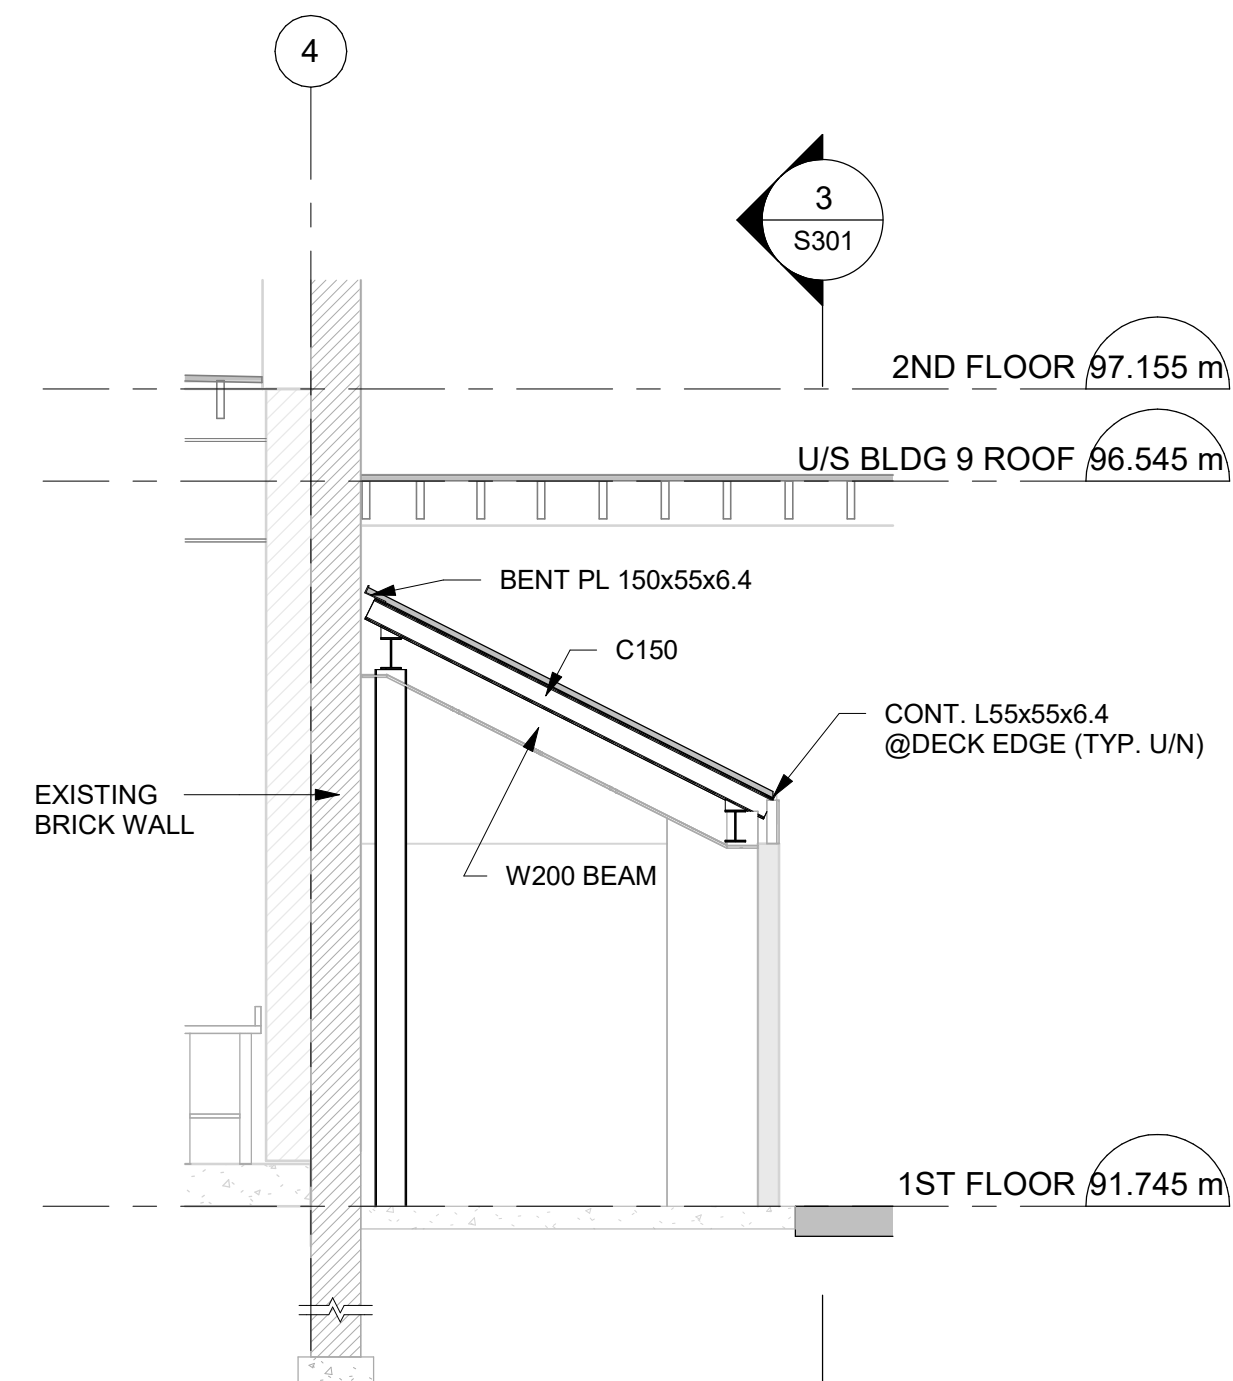 4
3
S301
2ND FLOOR 97.155 m
U/S BLDG 9 ROOF 96.545 m
BENT PL 150x55x6.4
C150
CONT. L55x55x6.4
@DECK EDGE (TYP. U/N)
EXISTING
BRICK WALL
W200 BEAM
1ST FLOOR 91.745 m